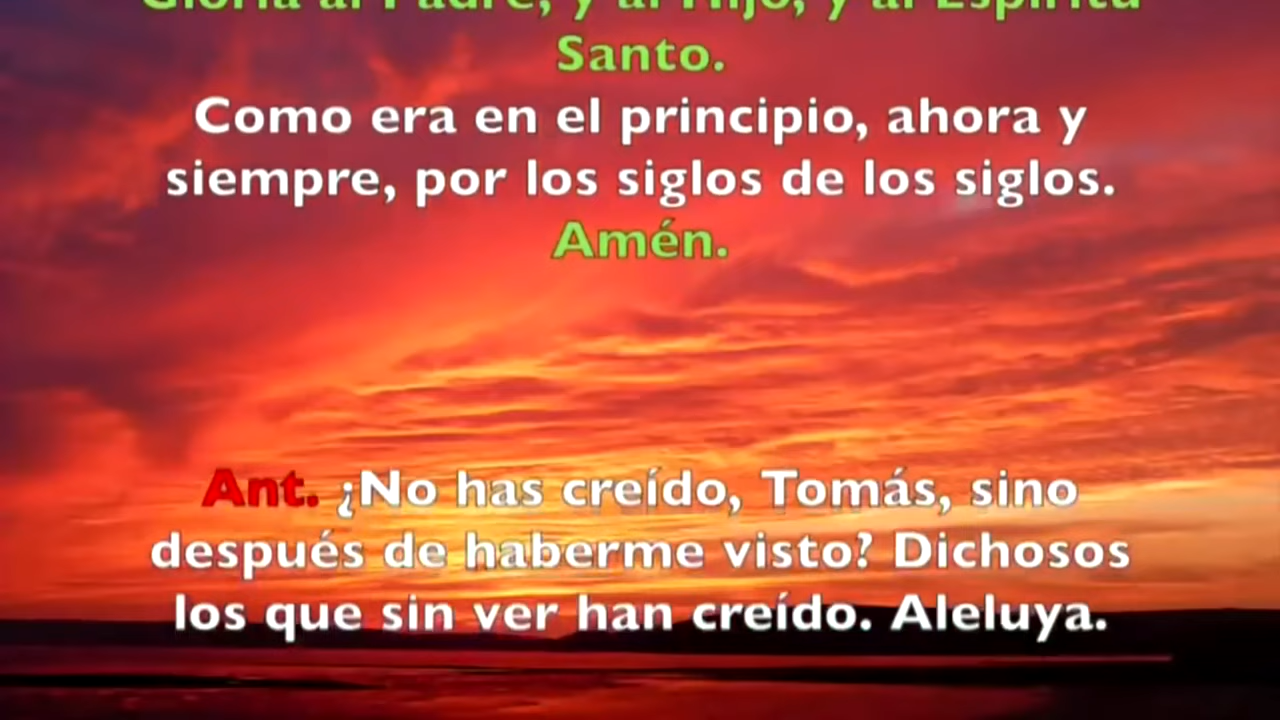 Gloria al Padre, y al Hijo, y al Espíritu
Santo.
Como era en el principio, ahora y
siempre, por los siglos de los siglos.
Amén.
Ant. ¿No has creído, Tomás, sino
después de haberme visto? Dichosos
los que sin ver han creído. Aleluya.